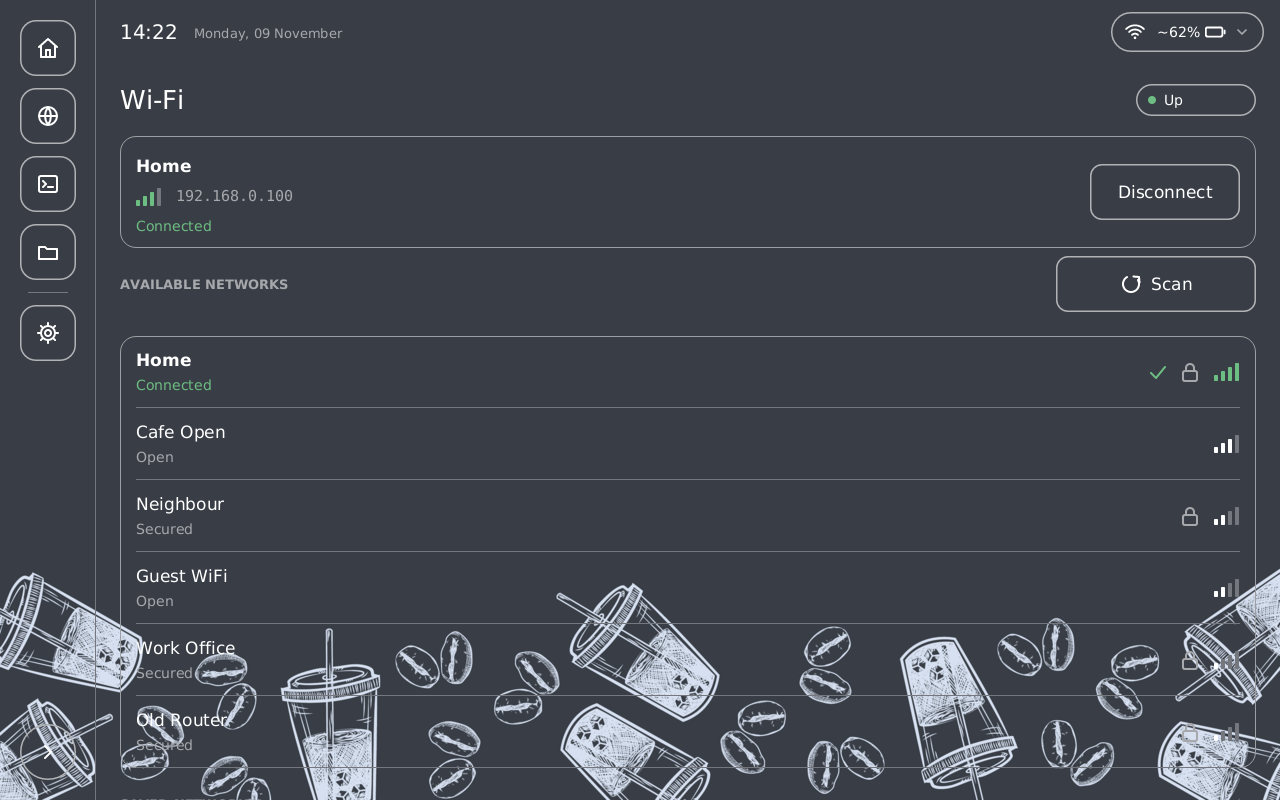 14:22 Monday, 09 November ~62%
Wi-Fi Up
Home
192.168.0.100
Connected
Disconnect
AVAILABLE NETWORKS Scan
Home
Connected
Cafe Open
Open
Neighbour
Secured
Guest WiFi
Open
Work Office
Secured
Old Router
Secured